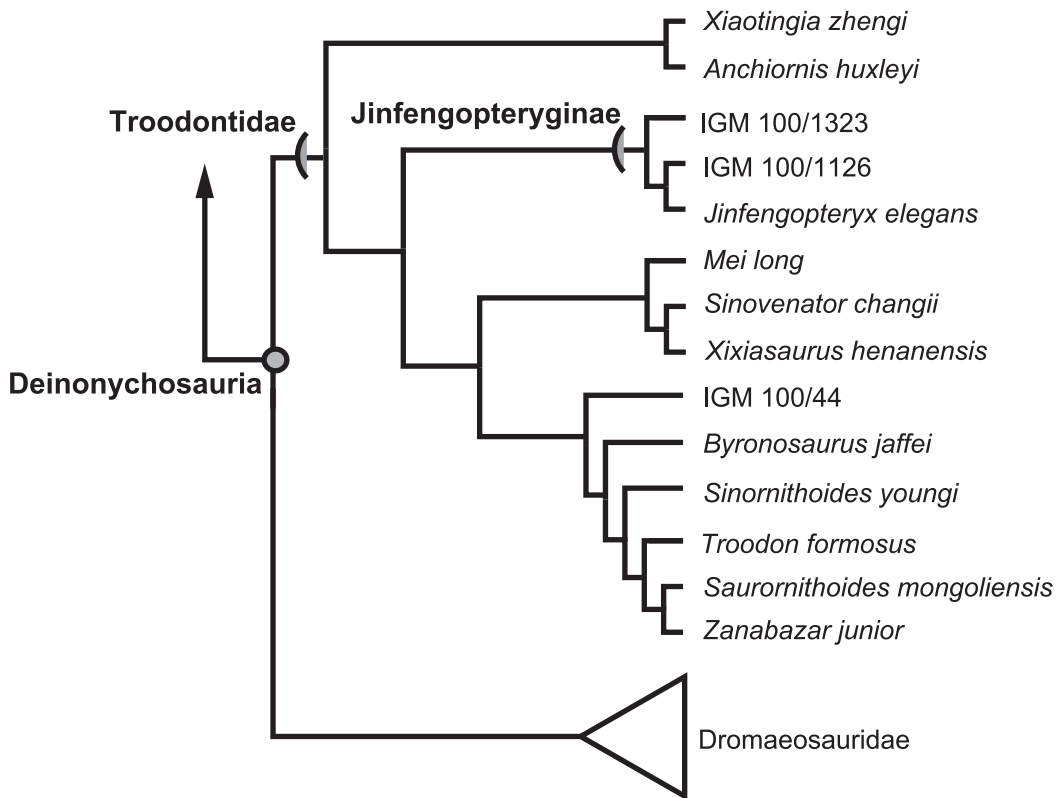 Xiaotingia zhengi
Anchiornis huxleyi
Troodontidae
Jinfengopteryginae
IGM 100/1323
IGM 100/1126
Jinfengopteryx elegans
Mei long
Sinovenator changii
Xixiasaurus henanensis
Deinonychosauria
IGM 100/44
Byronosaurus jaffei
Sinornithoides youngi
Troodon formosus
Saurornithoides mongoliensis
Zanabazar junior
Dromaeosauridae